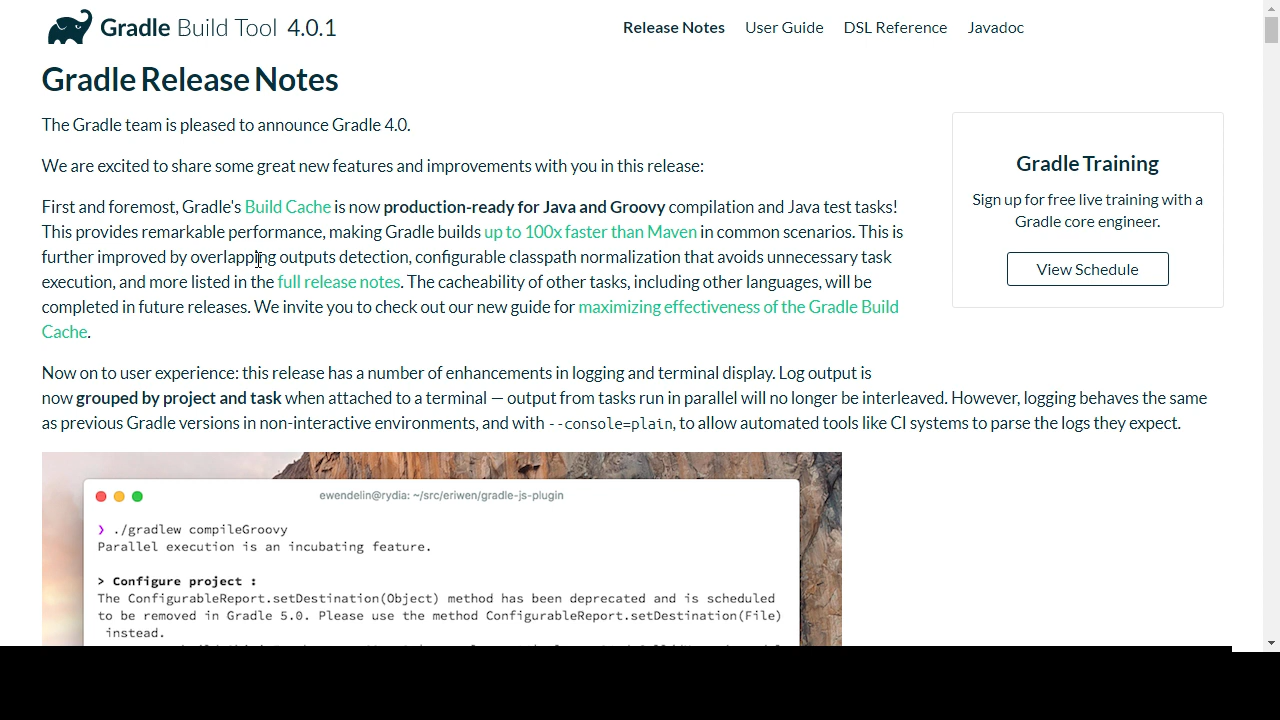 Gradle Build Tool 4.0.1
Release Notes User Guide DSL Reference Javadoc
Gradle Release Notes
The Gradle team is pleased to announce Gradle 4.0.
We are excited to share some great new features and improvements with you in this release:
First and foremost, Gradle's Build Cache is now production-ready for Java and Groovy compilation and Java test tasks!
This provides remarkable performance, making Gradle builds up to 100x faster than Maven in common scenarios. This is
further improved by overlapping outputs detection, configurable classpath normalization that avoids unnecessary task
execution, and more listed in the full release notes. The cacheability of other tasks, including other languages, will be
completed in future releases. We invite you to check out our new guide for maximizing effectiveness of the Gradle Build
Cache.
Gradle Training
Sign up for free live training with a
Gradle core engineer.
View Schedule
Now on to user experience: this release has a number of enhancements in logging and terminal display. Log output is
now grouped by project and task when attached to a terminal — output from tasks run in parallel will no longer be interleaved. However, logging behaves the same
as previous Gradle versions in non-interactive environments, and with --console=plain, to allow automated tools like CI systems to parse the logs they expect.
ewendelin@rydia: ~/src/eriwen/gradle-js-plugin
❯ ./gradlew compileGroovy
Parallel execution is an incubating feature.
> Configure project :
The ConfigurableReport.setDestination(Object) method has been deprecated and is scheduled
to be removed in Gradle 5.0. Please use the method ConfigurableReport.setDestination(File)
instead.